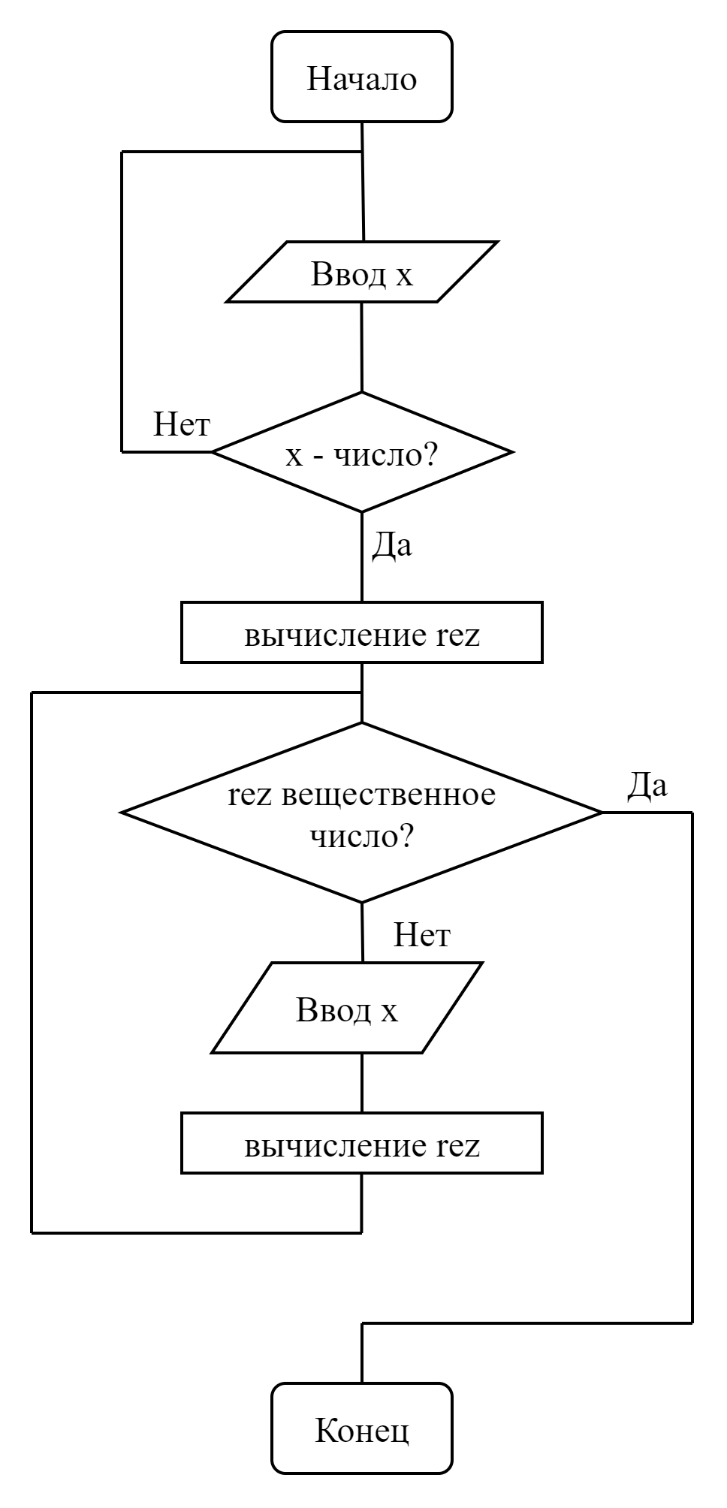 Начало
Ввод x
Нет
x - число?
Да
вычисление rez
Да
rez вещественное
число?
Нет
Ввод x
вычисление rez
Конец